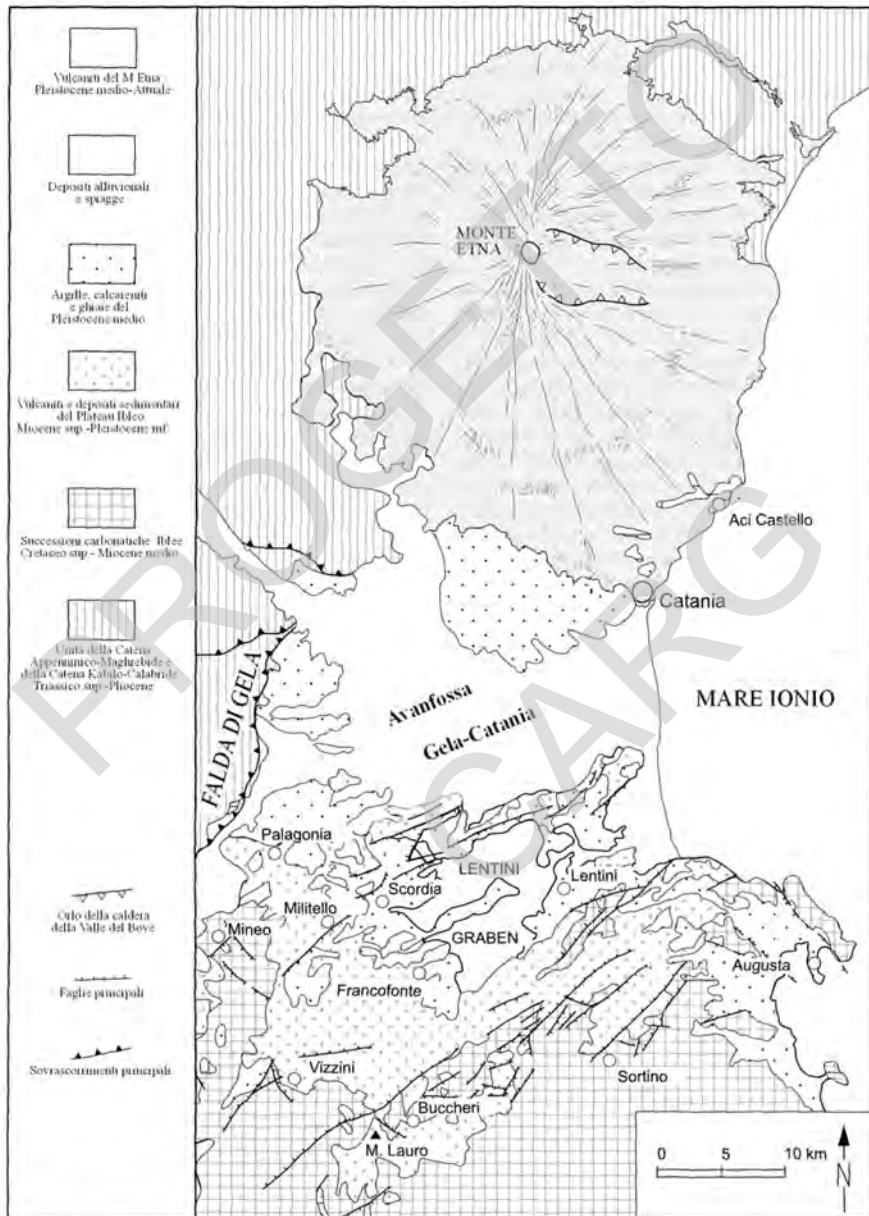 Vulcaniti del M Etna
Pleistocene medio-Attuale
Depositi alluvionali
e spiagge
Argille, calcareniti
e ghiaie del
Pleistocene medio
Vulcaniti e depositi sedimentari
del Plateau Ibleo
Miocene sup -Pleistocene inf
Successioni carbonatiche Iblee
Cretaceo sup - Miocene medio
Unità della Catena
Appenninico-Maghrebide e
della Catena Kabilo-Calabride
Triassico sup -Pliocene
Orlo della caldera
della Valle del Bove
Faglie principali
Sovrascorrimenti principali
MONTE
ETNA
Aci Castello
Catania
MARE IONIO
Avanfossa
Gela-Catania
FALDA DI GELA
Palagonia
LENTINI
Lentini
Scordia
Militello
Mineo
GRABEN
Augusta
Francofonte
Vizzini
Sortino
Buccheri
M. Lauro
0 5 10 km
N
PROGETTO
CARG